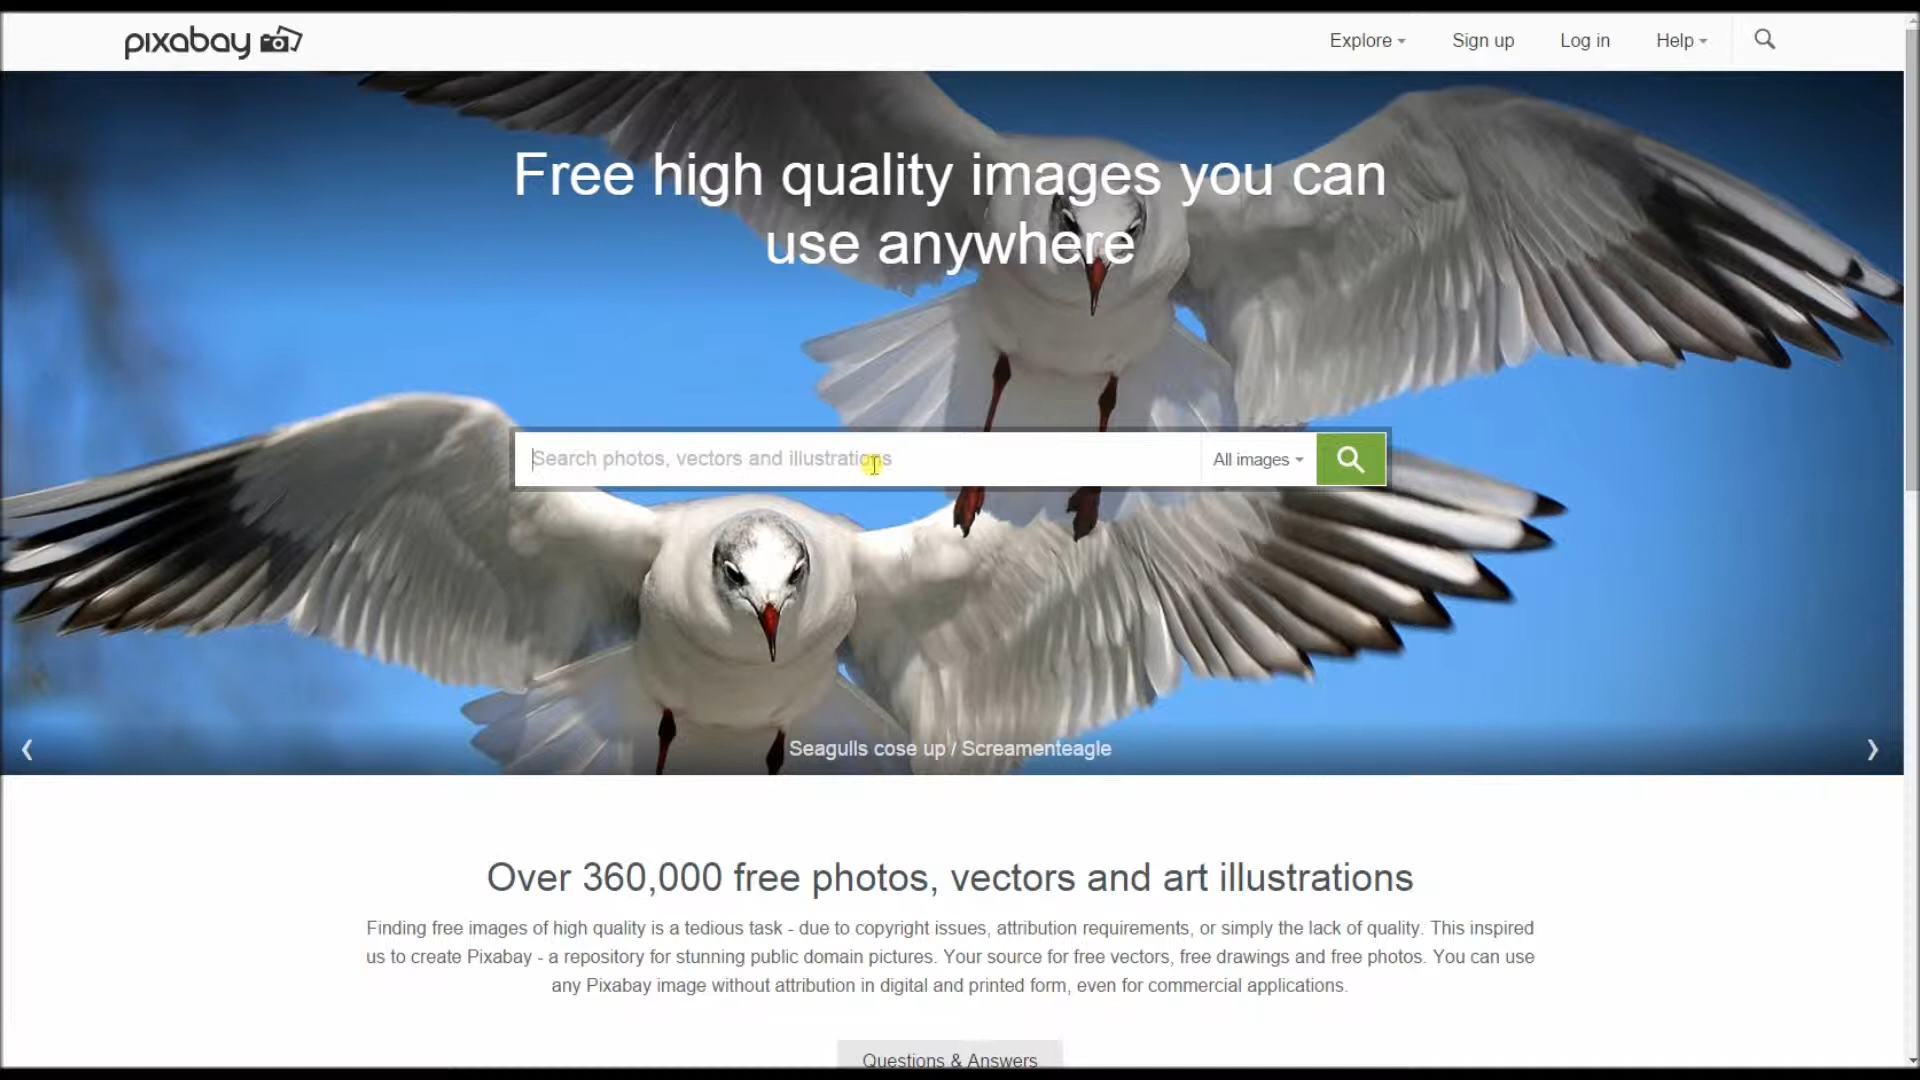 pixabay
Explore Sign up Log in Help
Free high quality images you can
use anywhere
Search photos, vectors and illustrations All images
Seagulls cose up / Screamenteagle
Over 360,000 free photos, vectors and art illustrations
Finding free images of high quality is a tedious task - due to copyright issues, attribution requirements, or simply the lack of quality. This inspired
us to create Pixabay - a repository for stunning public domain pictures. Your source for free vectors, free drawings and free photos. You can use
any Pixabay image without attribution in digital and printed form, even for commercial applications.
Questions & Answers